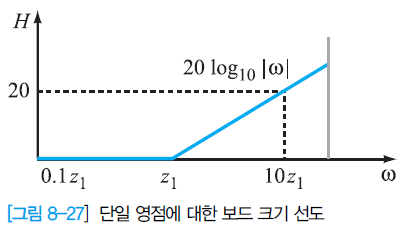 H
20 log₁₀ |ω|
20
0.1z₁ z₁ 10z₁ ω
[그림 8-27] 단일 영점에 대한 보드 크기 선도